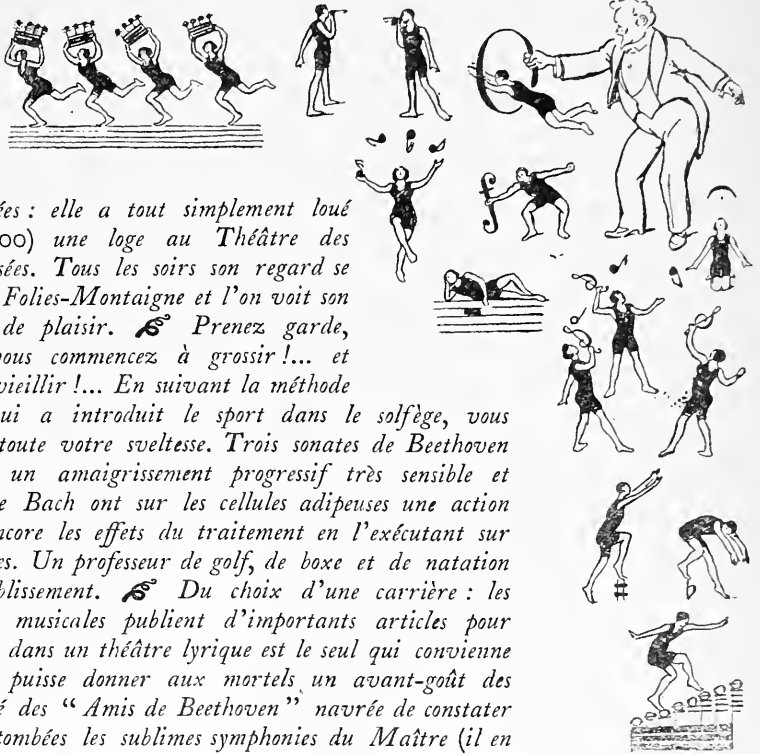 ées : elle a tout simplement loué
00) une loge au Théâtre des
sées. Tous les soirs son regard se
Folies-Montaigne et l'on voit son
de plaisir. Prenez garde,
vous commencez à grossir !... et
vieillir !... En suivant la méthode
ui a introduit le sport dans le solfège, vous
toute votre sveltesse. Trois sonates de Beethoven
un amaigrissement progressif très sensible et
e Bach ont sur les cellules adipeuses une action
ncore les effets du traitement en l'exécutant sur
es. Un professeur de golf, de boxe et de natation
blissement. Du choix d'une carrière : les
musicales publient d'importants articles pour
dans un théâtre lyrique est le seul qui convienne
puisse donner aux mortels un avant-goût des
é des “ Amis de Beethoven ” navrée de constater
tombées les sublimes symphonies du Maître (il en